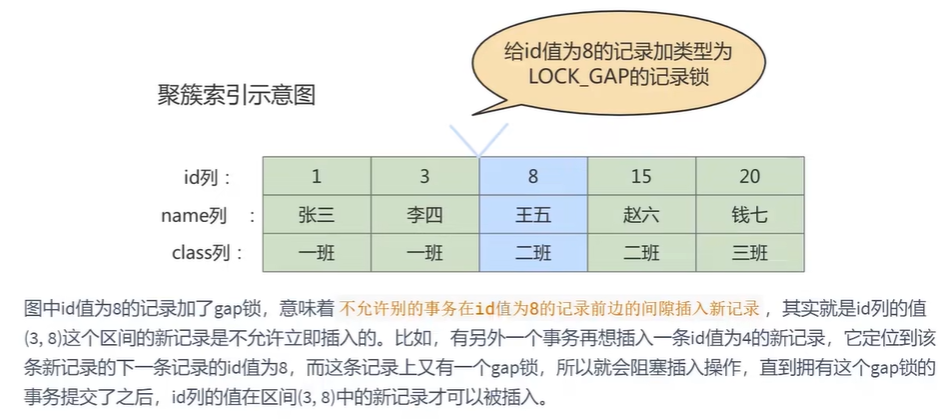 给id值为8的记录加类型为
LOCK_GAP的记录锁
聚簇索引示意图
id列： 1 3 8 15 20
name列 ： 张三 李四 王五 赵六 钱七
class列： 一班 一班 二班 二班 三班
图中id值为8的记录加了gap锁，意味着 不允许别的事务在id值为8的记录前边的间隙插入新记录 ，其实就是id列的值
(3, 8)这个区间的新记录是不允许立即插入的。比如，有另外一个事务再想插入一条id值为4的新记录，它定位到该
条新记录的下一条记录的id值为8，而这条记录上又有一个gap锁，所以就会阻塞插入操作，直到拥有这个gap锁的
事务提交了之后，id列的值在区间(3, 8)中的新记录才可以被插入。